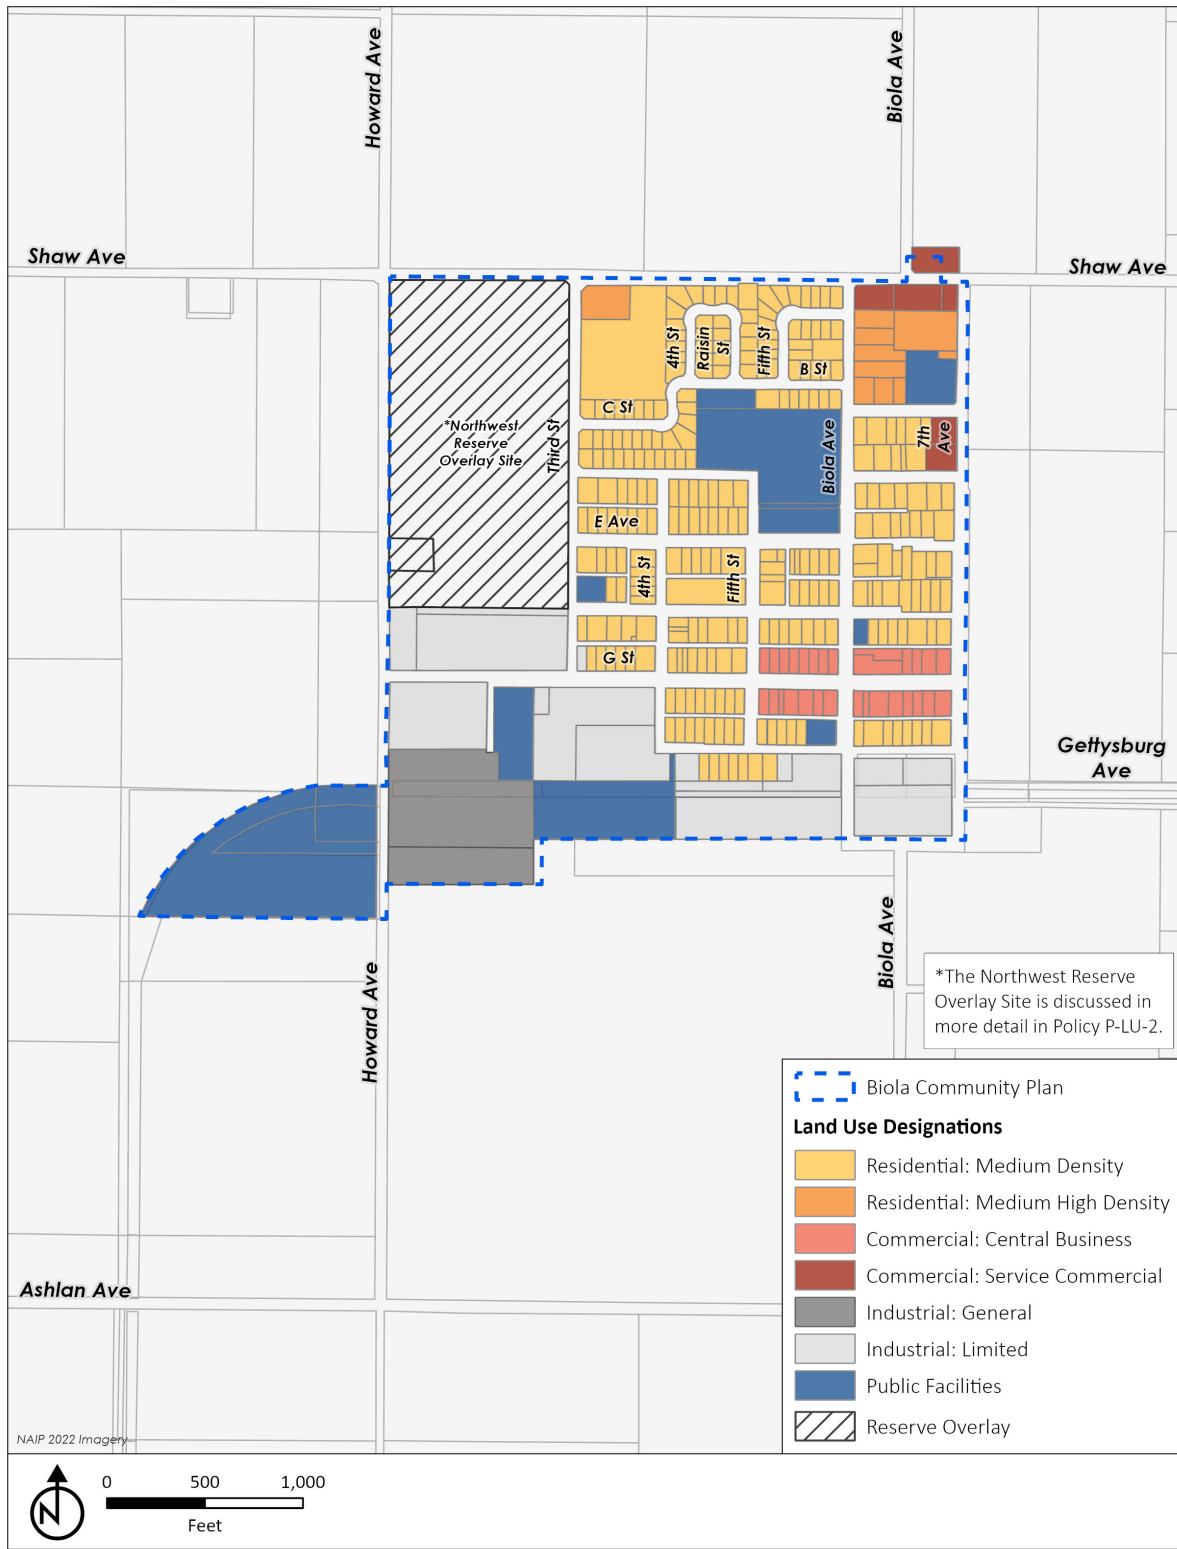 Howard Ave
Biola Ave
Shaw Ave
Shaw Ave
4th St
Raisin
St
Fifth St
B St
C St
*Northwest
Reserve
Overlay Site
Third St
Biola Ave
7th
Ave
E Ave
4th St
Fifth St
G St
Gettysburg
Ave
Biola Ave
Howard Ave
*The Northwest Reserve
Overlay Site is discussed in
more detail in Policy P-LU-2.
Biola Community Plan
Land Use Designations
Residential: Medium Density
Residential: Medium High Density
Commercial: Central Business
Commercial: Service Commercial
Industrial: General
Industrial: Limited
Public Facilities
Reserve Overlay
Ashlan Ave
NAIP 2022 Imagery
N
0 500 1,000
Feet